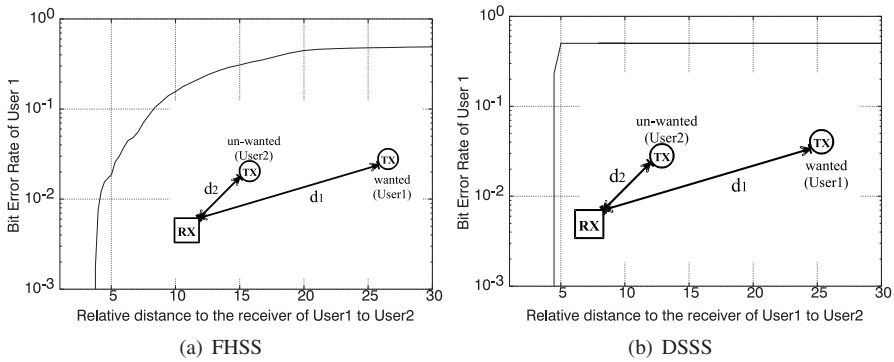 10^0
10^-1
10^-2
10^-3
Bit Error Rate of User 1
un-wanted
(User2)
TX
TX
wanted
(User1)
d2
d1
RX
5 10 15 20 25 30
Relative distance to the receiver of User1 to User2
(a) FHSS
10^0
10^-1
10^-2
10^-3
Bit Error Rate of User 1
un-wanted
(User2)
TX
TX
wanted
(User1)
d2
d1
RX
5 10 15 20 25 30
Relative distance to the receiver of User1 to User2
(b) DSSS